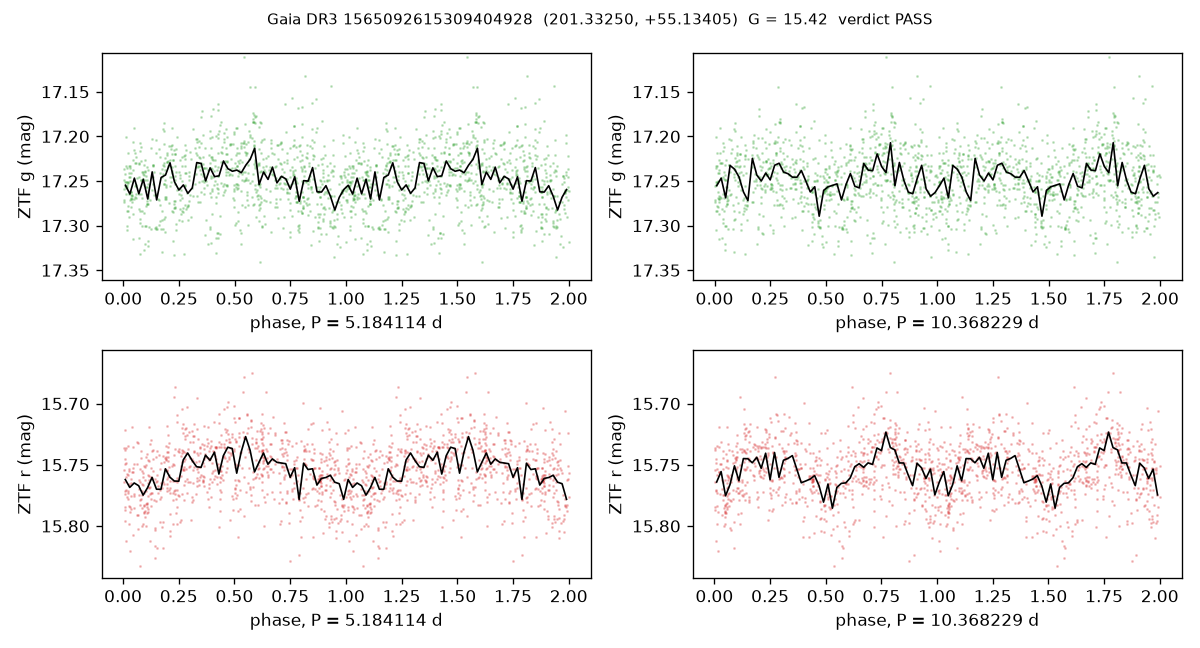 Gaia DR3 1565092615309404928  (201.33250, +55.13405)  G = 15.42  verdict PASS
ZTF g (mag)
17.15
17.20
17.25
17.30
17.35
0.00 0.25 0.50 0.75 1.00 1.25 1.50 1.75 2.00
phase, P = 5.184114 d
ZTF g (mag)
17.15
17.20
17.25
17.30
17.35
0.00 0.25 0.50 0.75 1.00 1.25 1.50 1.75 2.00
phase, P = 10.368229 d
ZTF r (mag)
15.70
15.75
15.80
0.00 0.25 0.50 0.75 1.00 1.25 1.50 1.75 2.00
phase, P = 5.184114 d
ZTF r (mag)
15.70
15.75
15.80
0.00 0.25 0.50 0.75 1.00 1.25 1.50 1.75 2.00
phase, P = 10.368229 d